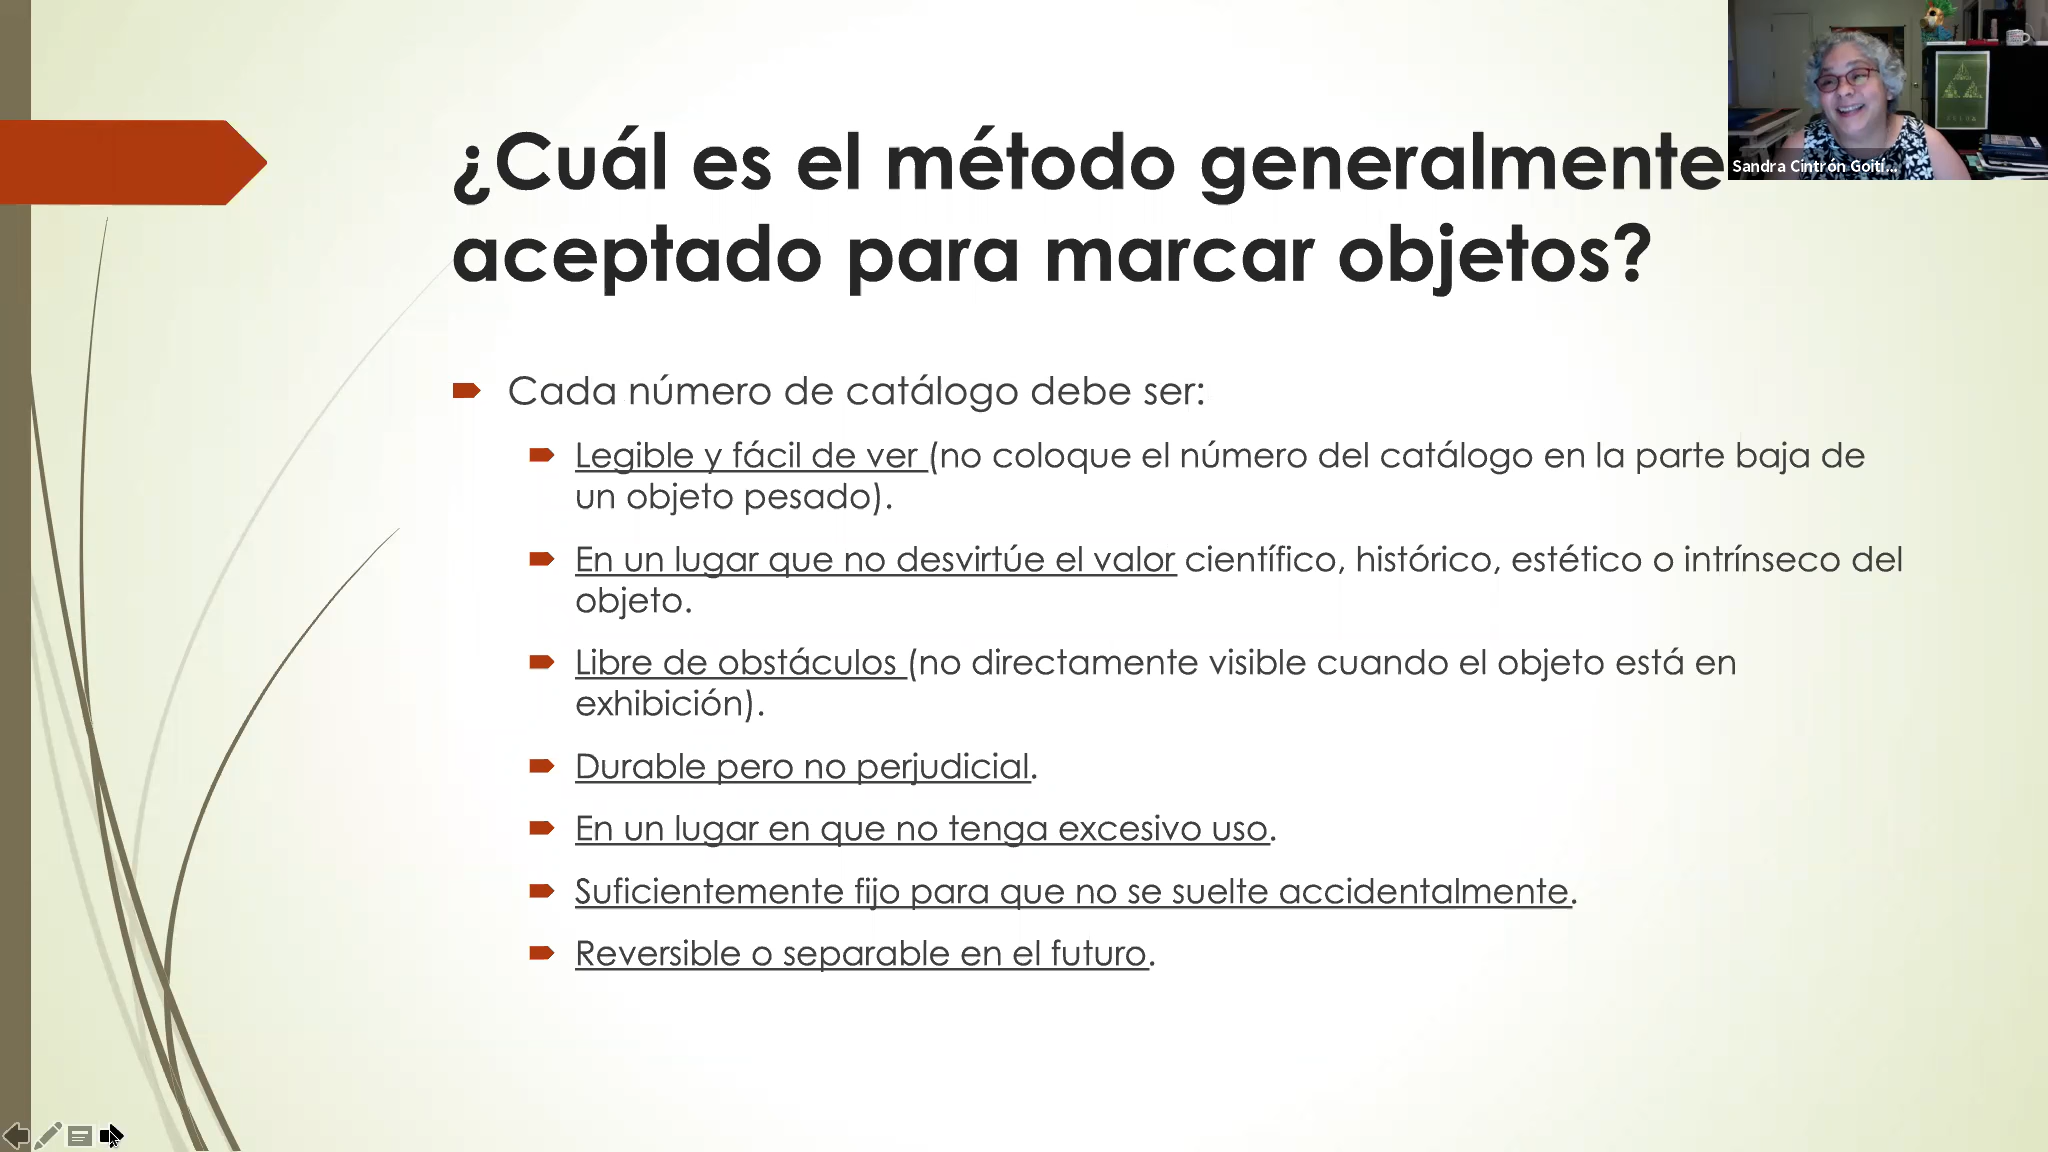 ¿Cuál es el método generalmente
aceptado para marcar objetos?
Sandra Cintrón Goití...
Cada número de catálogo debe ser:
Legible y fácil de ver (no coloque el número del catálogo en la parte baja de
un objeto pesado).
En un lugar que no desvirtúe el valor científico, histórico, estético o intrínseco del
objeto.
Libre de obstáculos (no directamente visible cuando el objeto está en
exhibición).
Durable pero no perjudicial.
En un lugar en que no tenga excesivo uso.
Suficientemente fijo para que no se suelte accidentalmente.
Reversible o separable en el futuro.